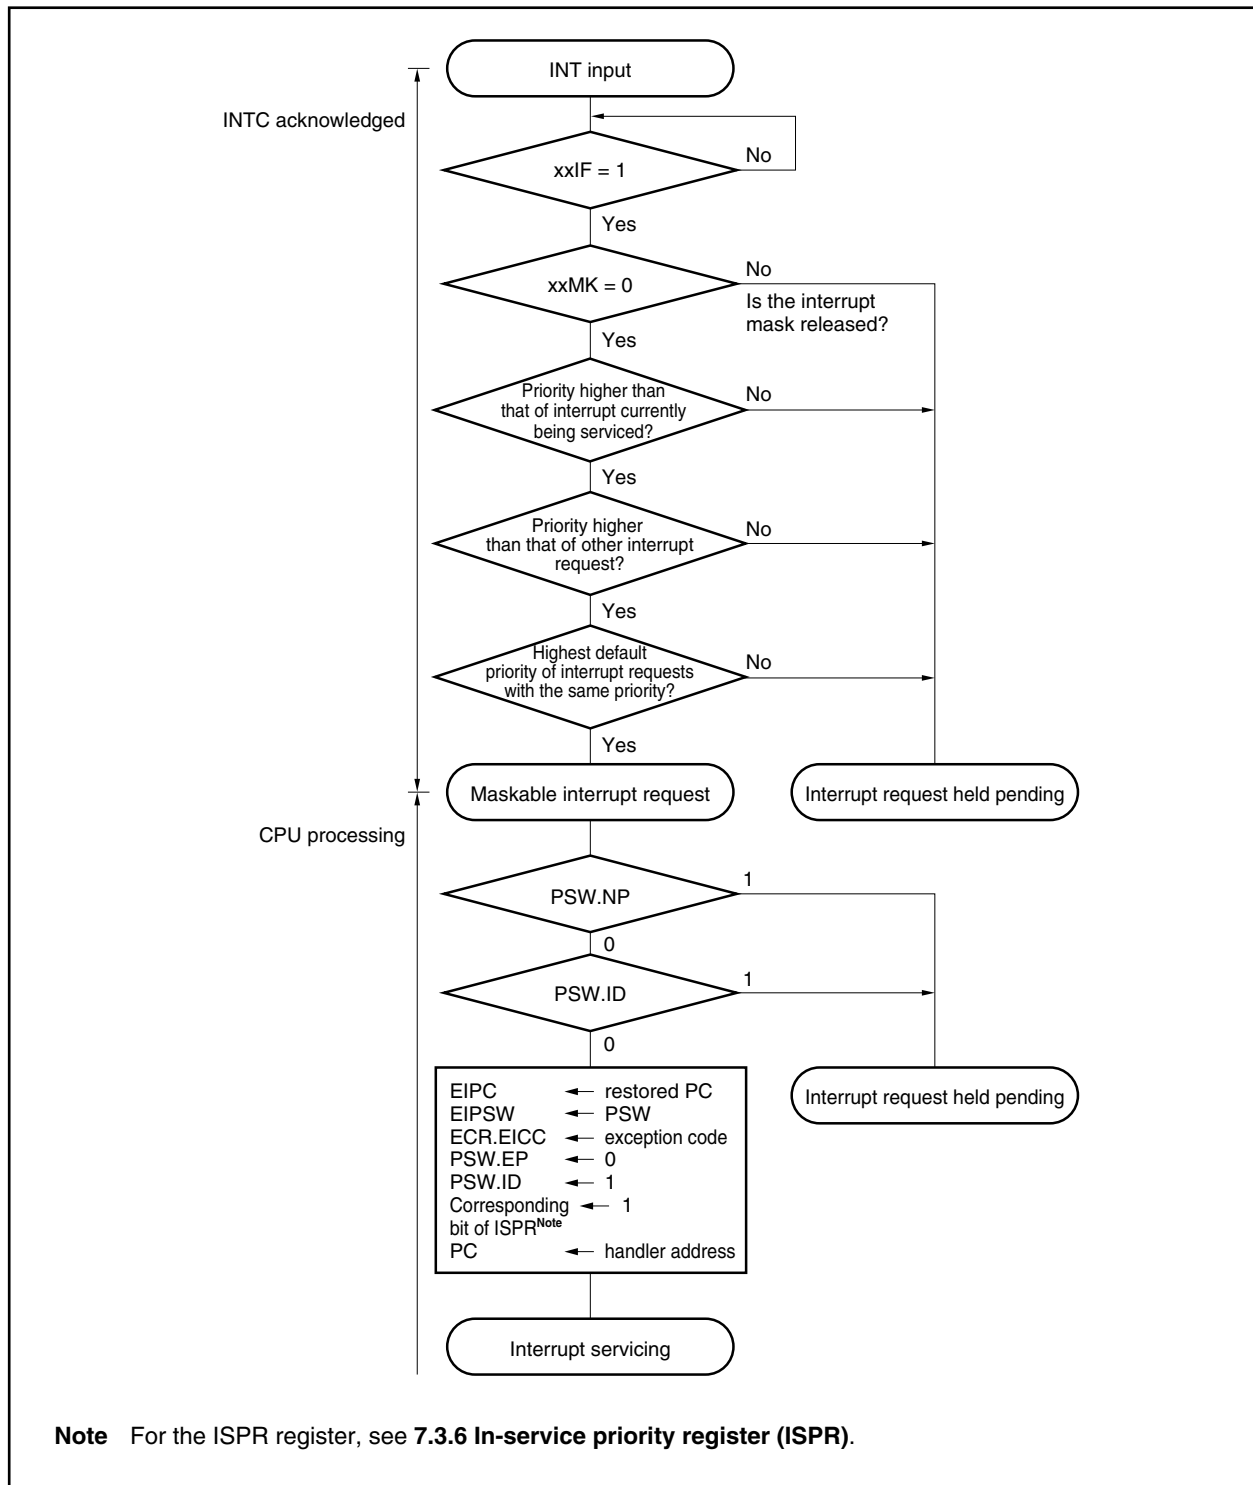 INT input
INTC acknowledged
xxIF = 1
No
Yes
xxMK = 0
No
Is the interrupt
mask released?
Yes
Priority higher than
that of interrupt currently
being serviced?
No
Yes
Priority higher
than that of other interrupt
request?
No
Yes
Highest default
priority of interrupt requests
with the same priority?
No
Yes
Maskable interrupt request
Interrupt request held pending
CPU processing
PSW.NP
1
0
PSW.ID
1
0
EIPC ← restored PC
EIPSW ← PSW
ECR.EICC ← exception code
PSW.EP ← 0
PSW.ID ← 1
Corresponding ← 1
bit of ISPR Note
PC ← handler address
Interrupt request held pending
Interrupt servicing
Note For the ISPR register, see 7.3.6 In-service priority register (ISPR).